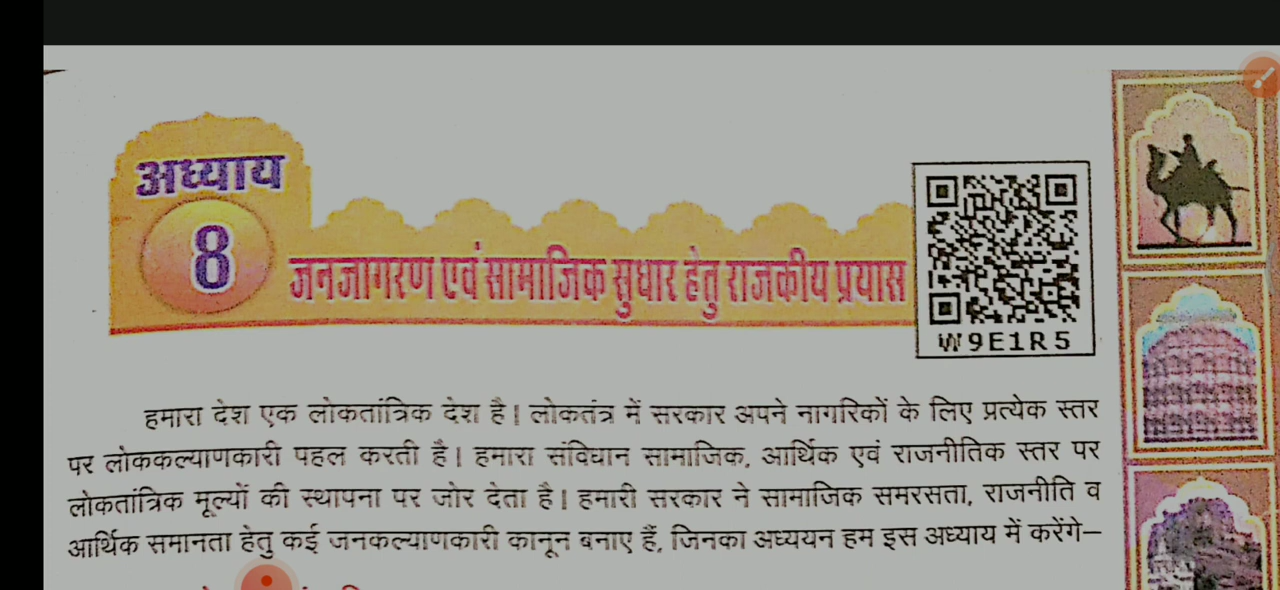 अध्याय
8
जनजागरण एवं सामाजिक सुधार हेतु राजकीय प्रयास
W9E1R5
हमारा देश एक लोकतांत्रिक देश है। लोकतंत्र में सरकार अपने नागरिकों के लिए प्रत्येक स्तर
पर लोककल्याणकारी पहल करती है। हमारा संविधान सामाजिक, आर्थिक एवं राजनीतिक स्तर पर
लोकतांत्रिक मूल्यों की स्थापना पर जोर देता है। हमारी सरकार ने सामाजिक समरसता, राजनीति व
आर्थिक समानता हेतु कई जनकल्याणकारी कानून बनाए हैं, जिनका अध्ययन हम इस अध्याय में करेंगे–